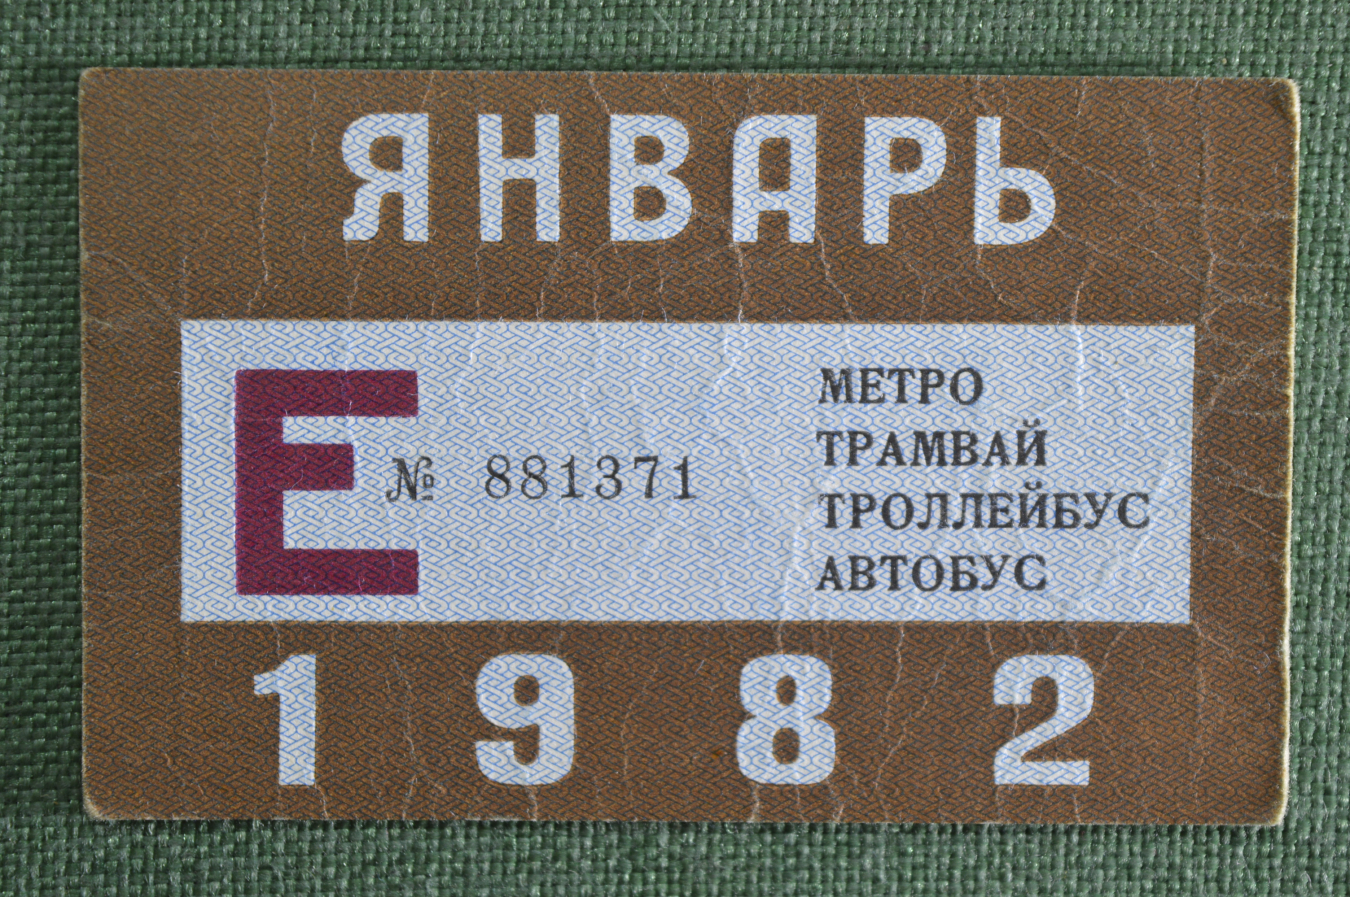 ЯНВАРЬ
Е № 881371
МЕТРО
ТРАМВАЙ
ТРОЛЛЕЙБУС
АВТОБУС
1982